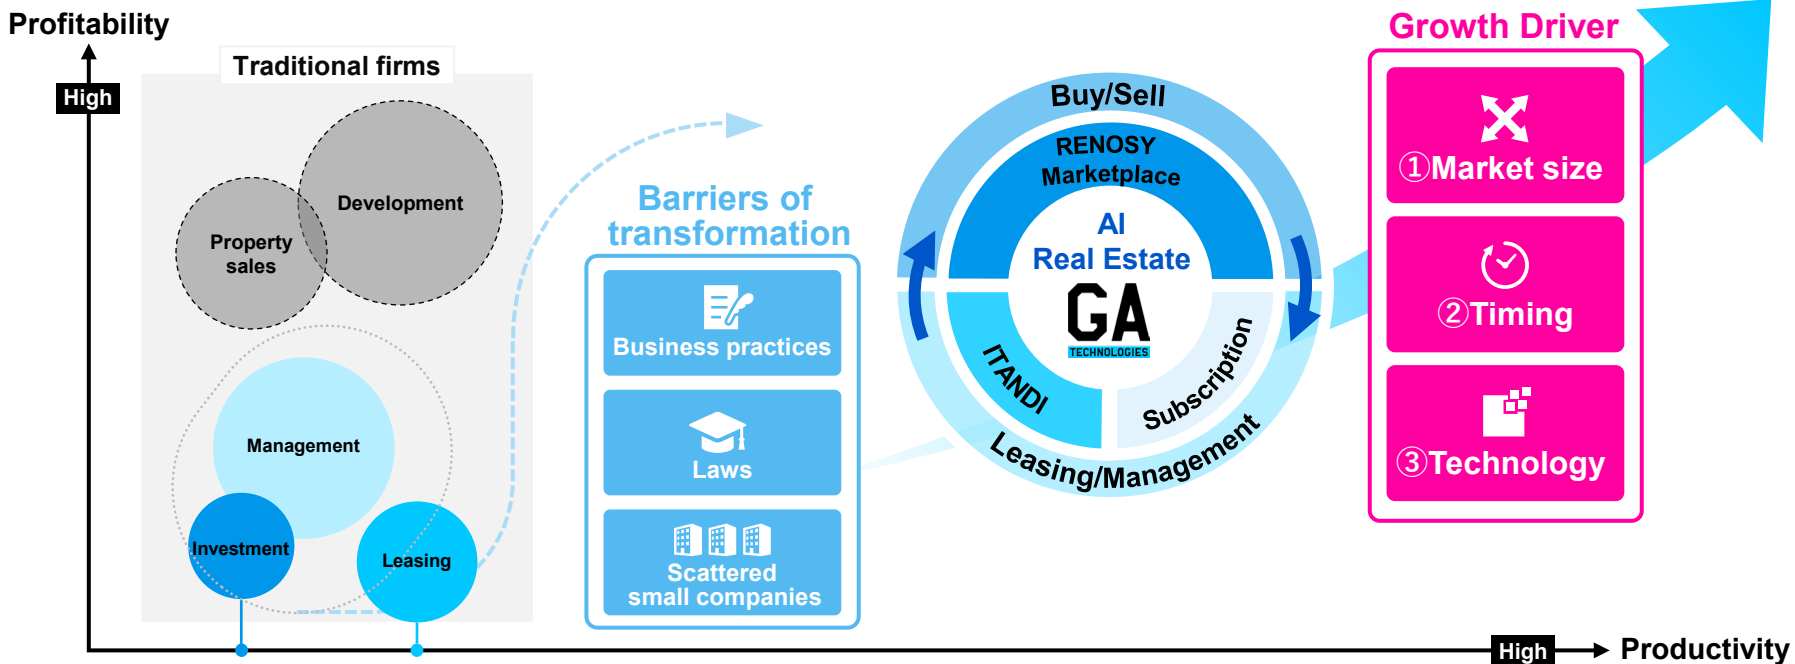 Profitability
High
Traditional firms
Development
Property
sales
Management
Investment
Leasing
Barriers of
transformation
Business practices
Laws
Scattered
small companies
Buy/Sell
RENOSY
Marketplace
AI
Real Estate
GA
TECHNOLOGIES
ITANDI
Subscription
Leasing/Management
Growth Driver
①Market size
②Timing
③Technology
High
Productivity